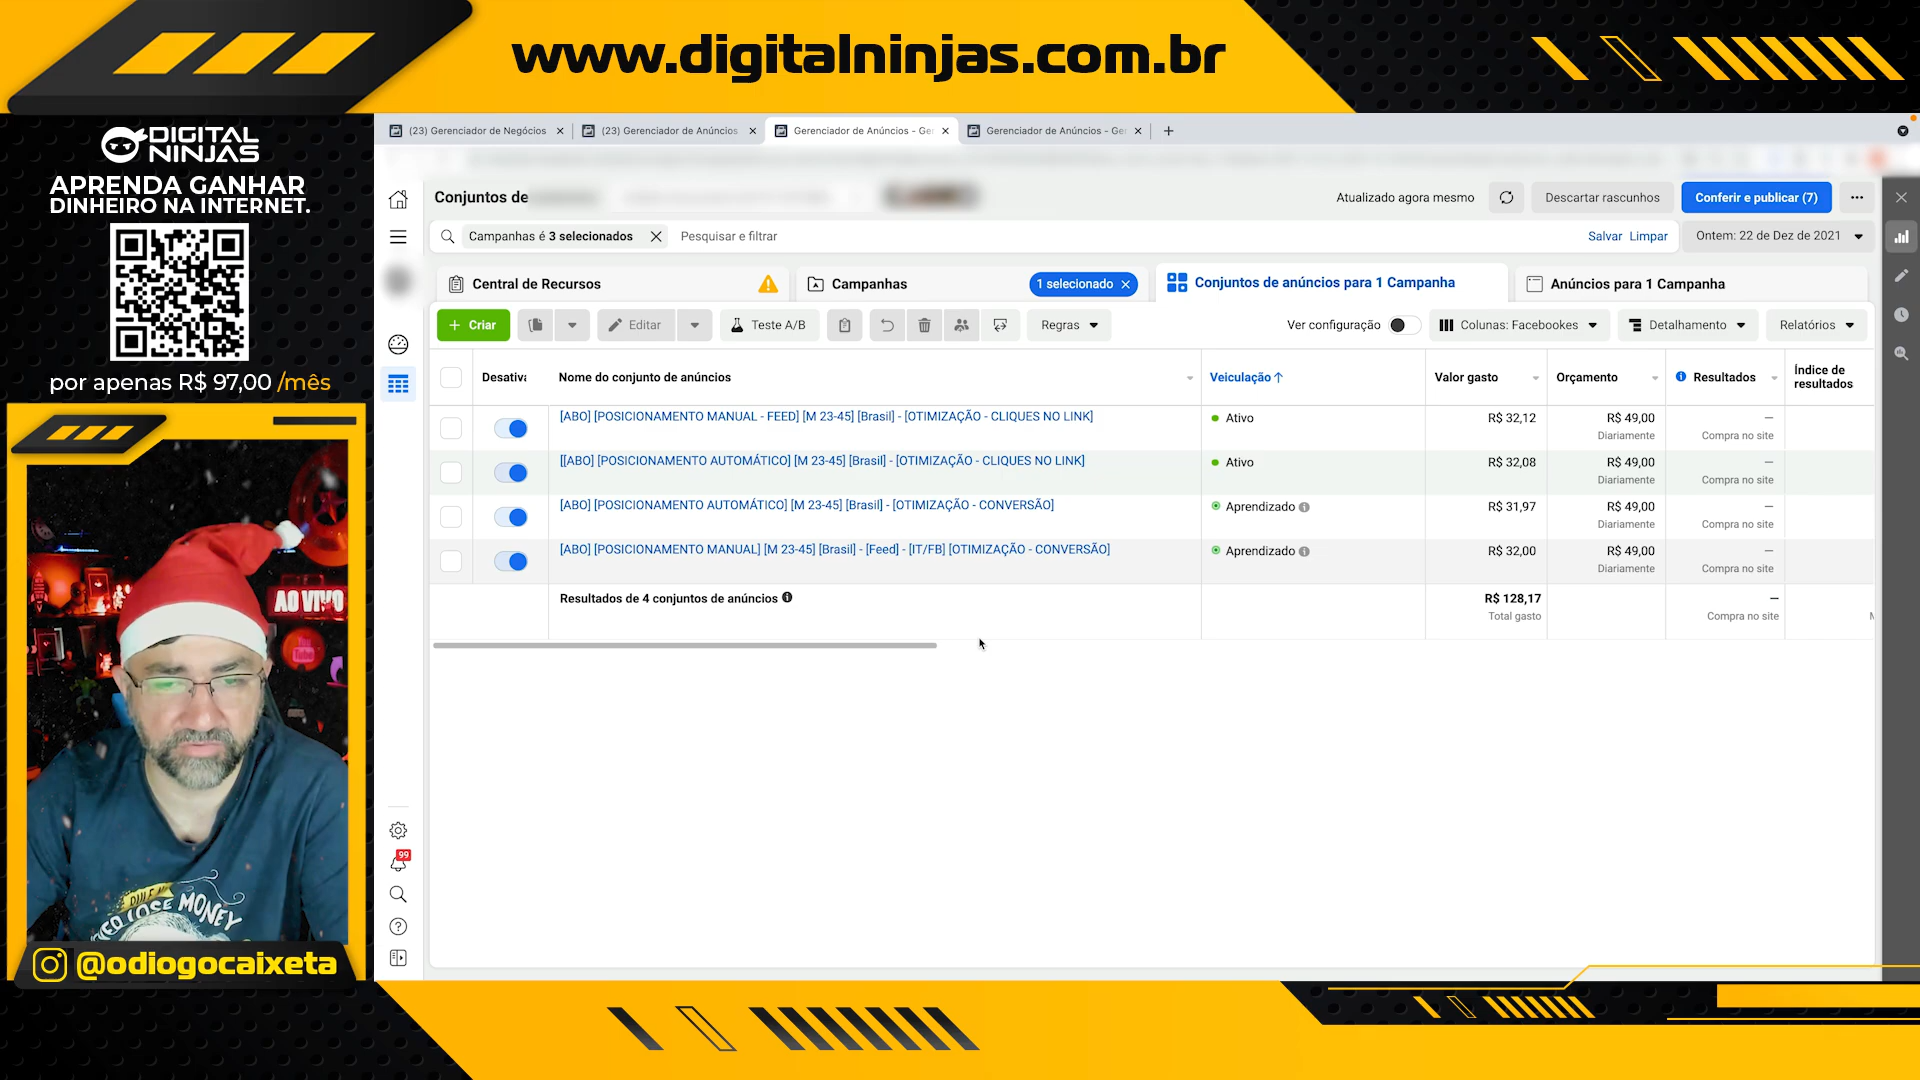 www.digitalninjas.com.br
DIGITAL
NINJAS
APRENDA GANHAR
DINHEIRO NA INTERNET.
por apenas R$ 97,00 /mês
AO VIVO
You
LOSE MONEY
@odiogocaixeta
(23) Gerenciador de Negócios
(23) Gerenciador de Anúncios
Gerenciador de Anúncios - Ge
Gerenciador de Anúncios - Ge
Conjuntos de
Atualizado agora mesmo
Descartar rascunhos
Conferir e publicar (7)
Campanhas é 3 selecionados
Pesquisar e filtrar
Salvar Limpar
Ontem: 22 de Dez de 2021
Central de Recursos
Campanhas
1 selecionado
Conjuntos de anúncios para 1 Campanha
Anúncios para 1 Campanha
+ Criar
Editar
Teste A/B
Regras
Ver configuração
Colunas: Facebookes
Detalhamento
Relatórios
Desativa
Nome do conjunto de anúncios
Veiculação
Valor gasto
Orçamento
Resultados
Índice de
resultados
[ABO] [POSICIONAMENTO MANUAL - FEED] [M 23-45] [Brasil] - [OTIMIZAÇÃO - CLIQUES NO LINK]
Ativo
R$ 32,12
R$ 49,00
Diariamente
—
Compra no site
[[ABO] [POSICIONAMENTO AUTOMÁTICO] [M 23-45] [Brasil] - [OTIMIZAÇÃO - CLIQUES NO LINK]
Ativo
R$ 32,08
R$ 49,00
Diariamente
—
Compra no site
[ABO] [POSICIONAMENTO AUTOMÁTICO] [M 23-45] [Brasil] - [OTIMIZAÇÃO - CONVERSÃO]
Aprendizado
R$ 31,97
R$ 49,00
Diariamente
—
Compra no site
[ABO] [POSICIONAMENTO MANUAL] [M 23-45] [Brasil] - [Feed] - [IT/FB] [OTIMIZAÇÃO - CONVERSÃO]
Aprendizado
R$ 32,00
R$ 49,00
Diariamente
—
Compra no site
Resultados de 4 conjuntos de anúncios
R$ 128,17
Total gasto
—
Compra no site
99